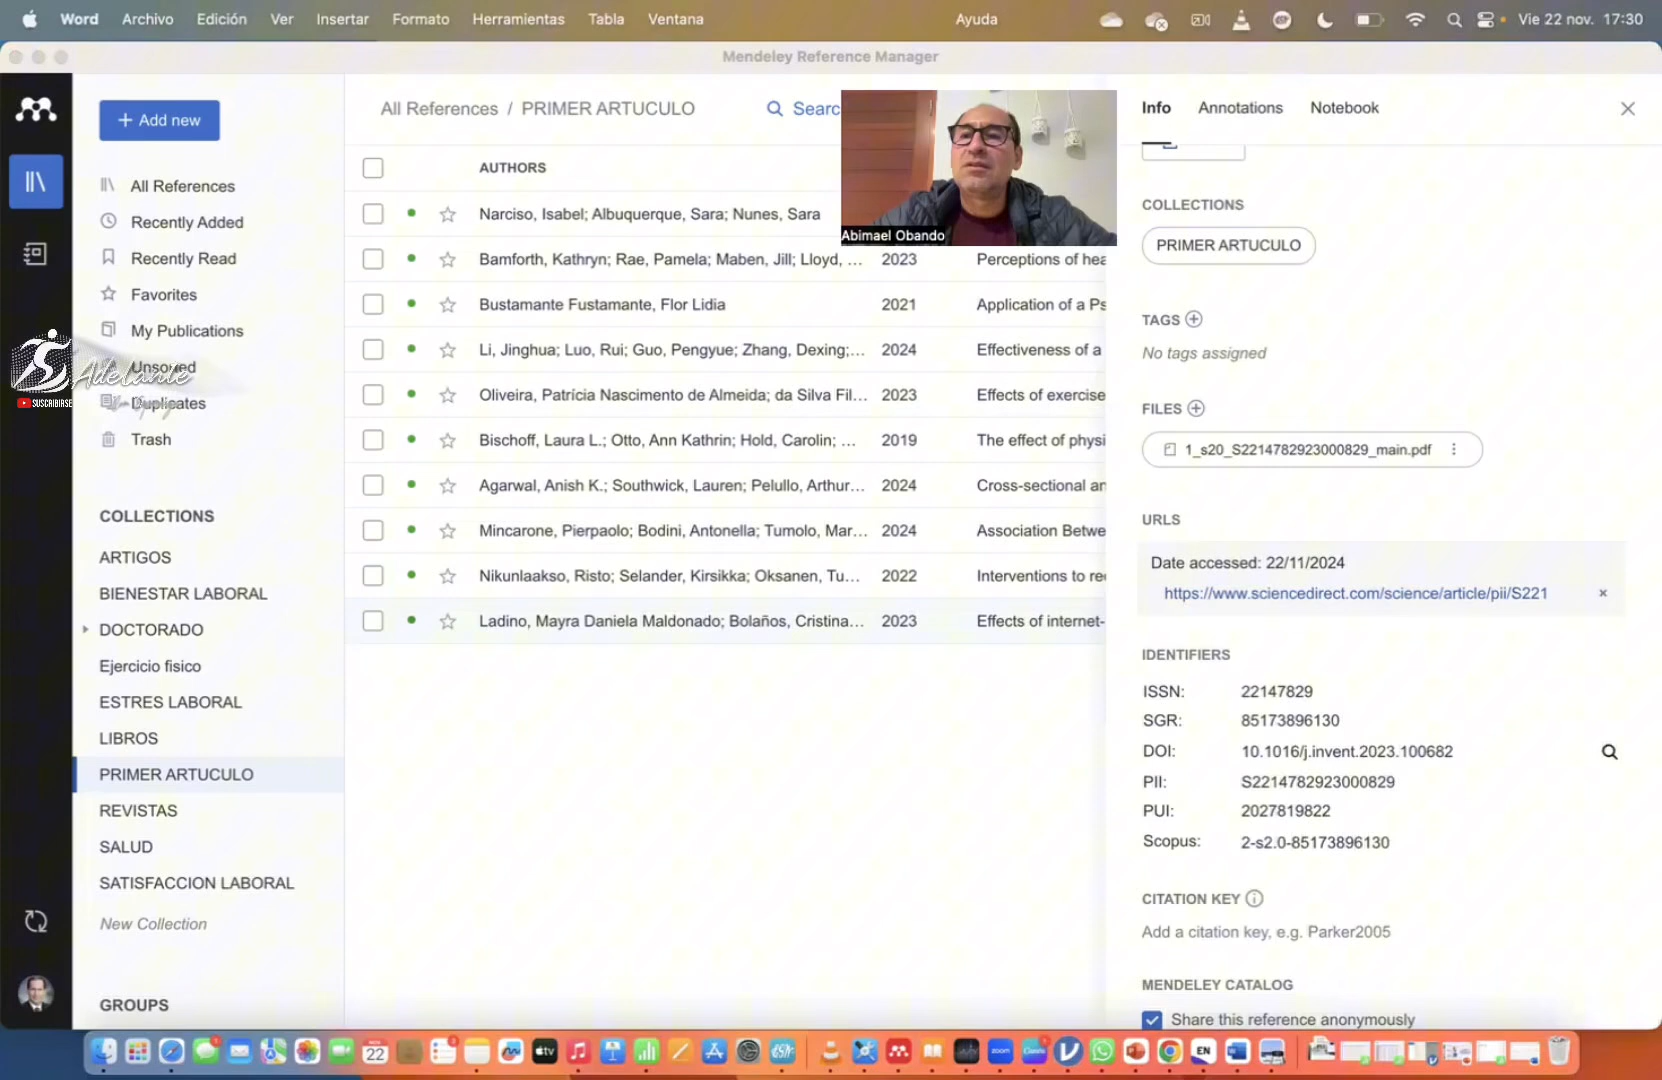 Word Archivo Edición Ver Insertar Formato Herramientas Tabla Ventana Ayuda Vie 22 nov. 17:30
Mendeley Reference Manager
+ Add new
All References
Recently Added
Recently Read
Favorites
My Publications
Unsorted
Duplicates
Trash
Adelante
SUSCRIBIRSE
COLLECTIONS
ARTIGOS
BIENESTAR LABORAL
DOCTORADO
Ejercicio fisico
ESTRES LABORAL
LIBROS
PRIMER ARTUCULO
REVISTAS
SALUD
SATISFACCION LABORAL
New Collection
GROUPS
All References / PRIMER ARTUCULO Searc
AUTHORS
Narciso, Isabel; Albuquerque, Sara; Nunes, Sara
Bamforth, Kathryn; Rae, Pamela; Maben, Jill; Lloyd, ... 2023 Perceptions of hea
Bustamante Fustamante, Flor Lidia 2021 Application of a Ps
Li, Jinghua; Luo, Rui; Guo, Pengyue; Zhang, Dexing;... 2024 Effectiveness of a
Oliveira, Patrícia Nascimento de Almeida; da Silva Fil... 2023 Effects of exercise
Bischoff, Laura L.; Otto, Ann Kathrin; Hold, Carolin; ... 2019 The effect of physi
Agarwal, Anish K.; Southwick, Lauren; Pelullo, Arthur... 2024 Cross-sectional an
Mincarone, Pierpaolo; Bodini, Antonella; Tumolo, Mar... 2024 Association Betwe
Nikunlaakso, Risto; Selander, Kirsikka; Oksanen, Tu... 2022 Interventions to re
Ladino, Mayra Daniela Maldonado; Bolaños, Cristina... 2023 Effects of internet-
Abimael Obando
Info Annotations Notebook
COLLECTIONS
PRIMER ARTUCULO
TAGS
No tags assigned
FILES
1_s20_S2214782923000829_main.pdf
URLS
Date accessed: 22/11/2024
https://www.sciencedirect.com/science/article/pii/S221
IDENTIFIERS
ISSN: 22147829
SGR: 85173896130
DOI: 10.1016/j.invent.2023.100682
PII: S2214782923000829
PUI: 2027819822
Scopus: 2-s2.0-85173896130
CITATION KEY
Add a citation key, e.g. Parker2005
MENDELEY CATALOG
Share this reference anonymously
22
tv
zoom
EN